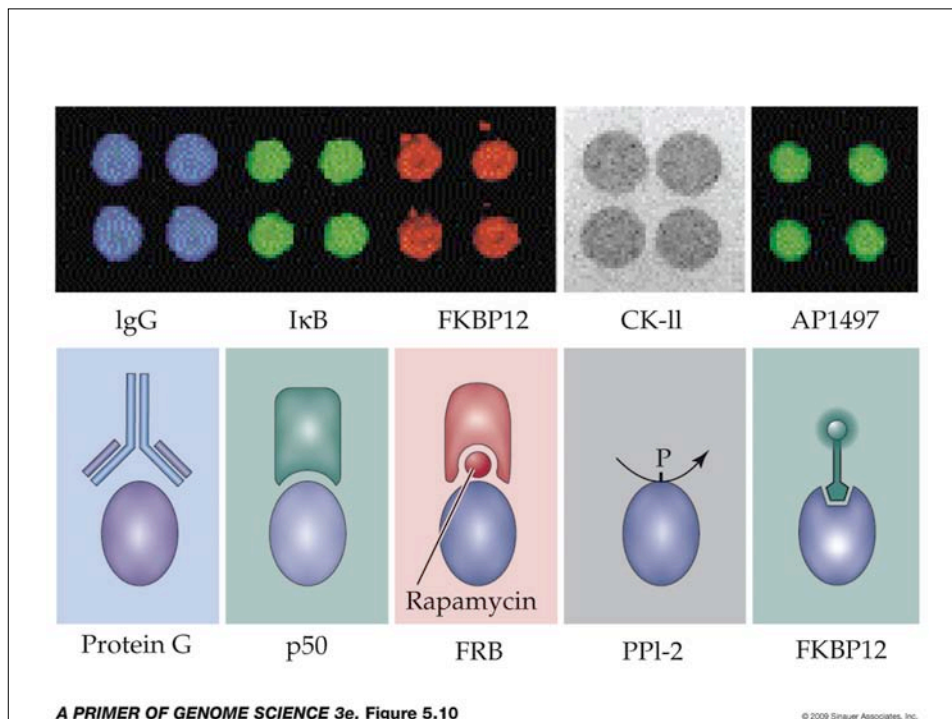 IgG IκB FKBP12 CK-ll AP1497
P
Rapamycin
Protein G p50 FRB PPl-2 FKBP12
A PRIMER OF GENOME SCIENCE 3e, Figure 5.10
© 2009 Sinauer Associates, Inc.